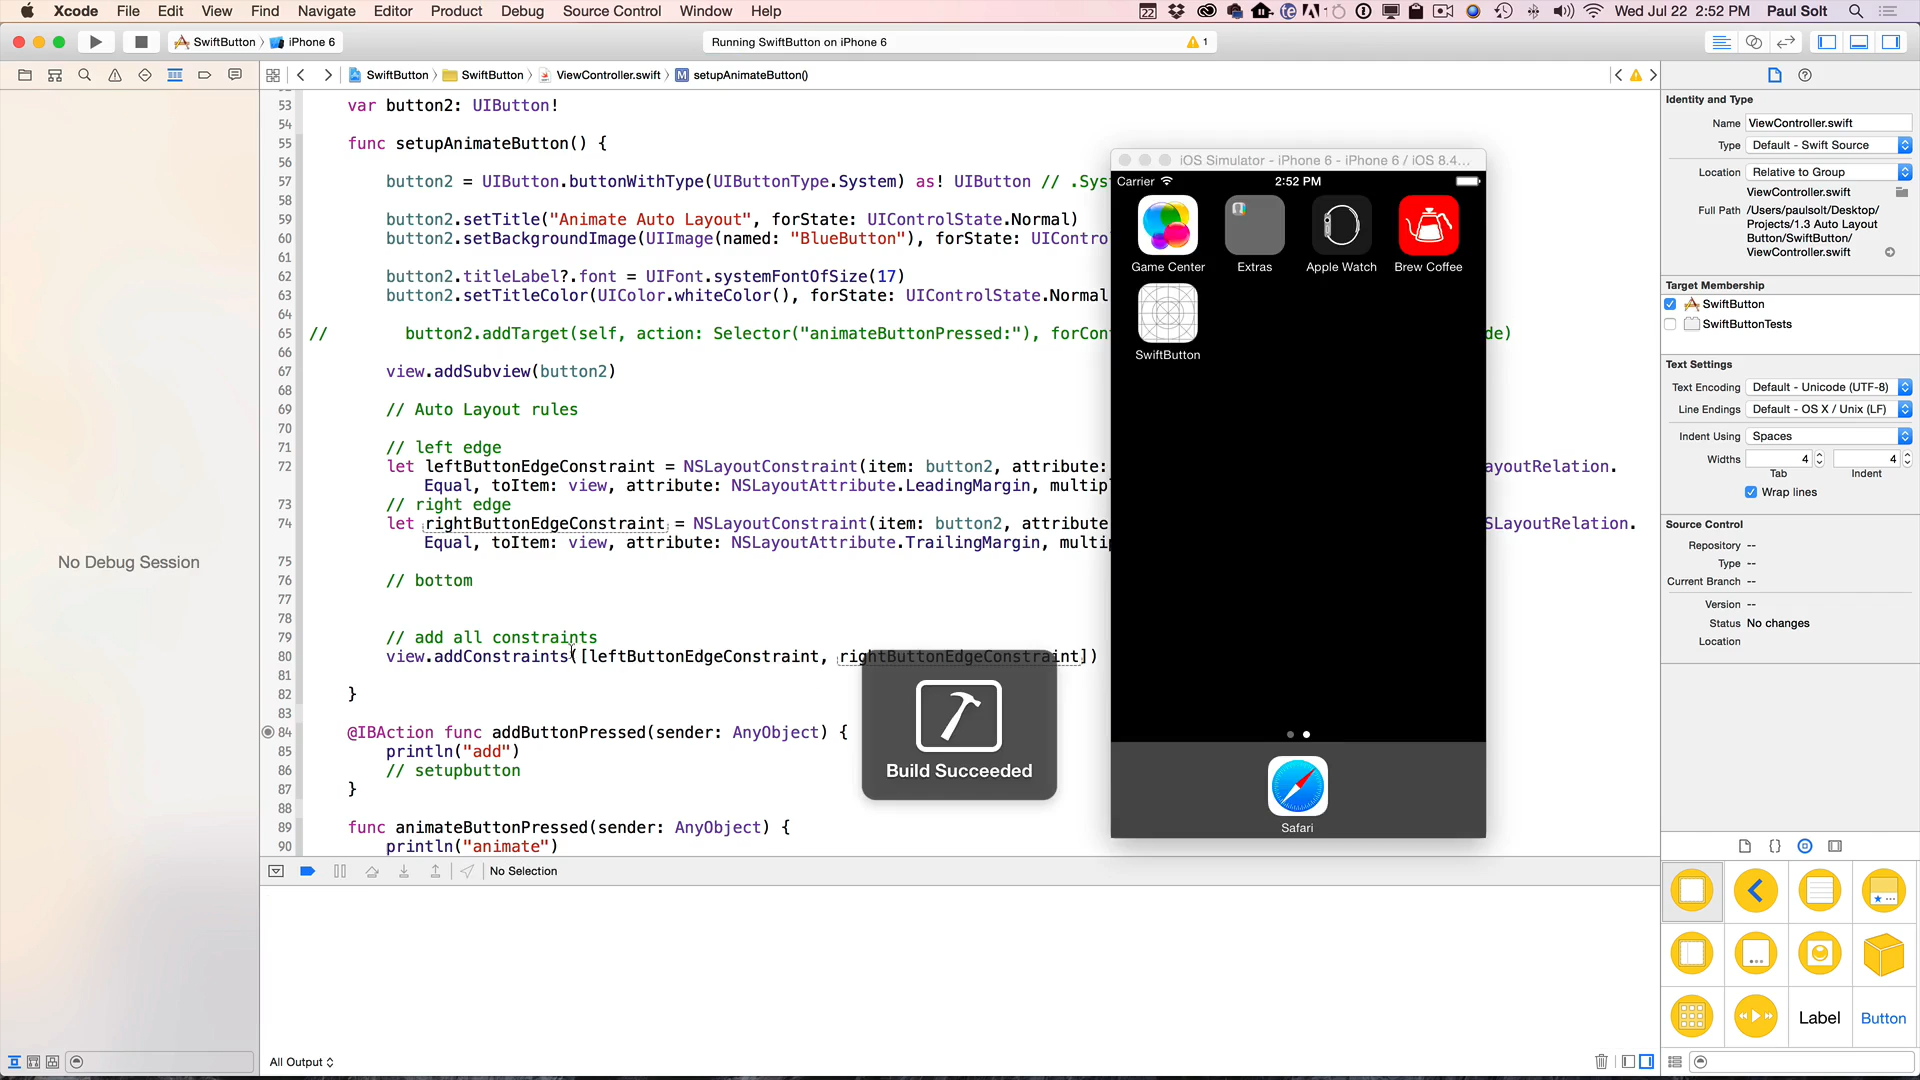 Xcode File Edit View Find Navigate Editor Product Debug Source Control Window Help
22 Wed Jul 22 2:52 PM Paul Solt
SwiftButton iPhone 6
Running SwiftButton on iPhone 6
1
SwiftButton SwiftButton ViewController.swift M setupAnimateButton()
53 var button2: UIButton!
54
55 func setupAnimateButton() {
56
57 button2 = UIButton.buttonWithType(UIButtonType.System) as! UIButton // .Sys
58
59 button2.setTitle("Animate Auto Layout", forState: UIControlState.Normal)
60 button2.setBackgroundImage(UIImage(named: "BlueButton"), forState: UIContro
61
62 button2.titleLabel?.font = UIFont.systemFontOfSize(17)
63 button2.setTitleColor(UIColor.whiteColor(), forState: UIControlState.Normal
64
65 // button2.addTarget(self, action: Selector("animateButtonPressed:"), forCon de)
66
67 view.addSubview(button2)
68
69 // Auto Layout rules
70
71 // left edge
72 let leftButtonEdgeConstraint = NSLayoutConstraint(item: button2, attribute: ayoutRelation.
Equal, toItem: view, attribute: NSLayoutAttribute.LeadingMargin, multipl
73 // right edge
74 let rightButtonEdgeConstraint = NSLayoutConstraint(item: button2, attribute SLayoutRelation.
Equal, toItem: view, attribute: NSLayoutAttribute.TrailingMargin, multip
75
76 // bottom
77
78
79 // add all constraints
80 view.addConstraints([leftButtonEdgeConstraint, rightButtonEdgeConstraint])
81
82 }
83
84 @IBAction func addButtonPressed(sender: AnyObject) {
85 println("add")
86 // setupbutton
87 }
88
89 func animateButtonPressed(sender: AnyObject) {
90 println("animate")
No Debug Session
Build Succeeded
iOS Simulator - iPhone 6 - iPhone 6 / iOS 8.4...
Carrier 2:52 PM
Game Center Extras Apple Watch Brew Coffee
SwiftButton
Safari
No Selection
All Output
Identity and Type
Name ViewController.swift
Type Default - Swift Source
Location Relative to Group
ViewController.swift
Full Path /Users/paulsolt/Desktop/
Projects/1.3 Auto Layout
Button/SwiftButton/
ViewController.swift
Target Membership
SwiftButton
SwiftButtonTests
Text Settings
Text Encoding Default - Unicode (UTF-8)
Line Endings Default - OS X / Unix (LF)
Indent Using Spaces
Widths 4 4
Tab Indent
Wrap lines
Source Control
Repository --
Type --
Current Branch --
Version --
Status No changes
Location
Label Button